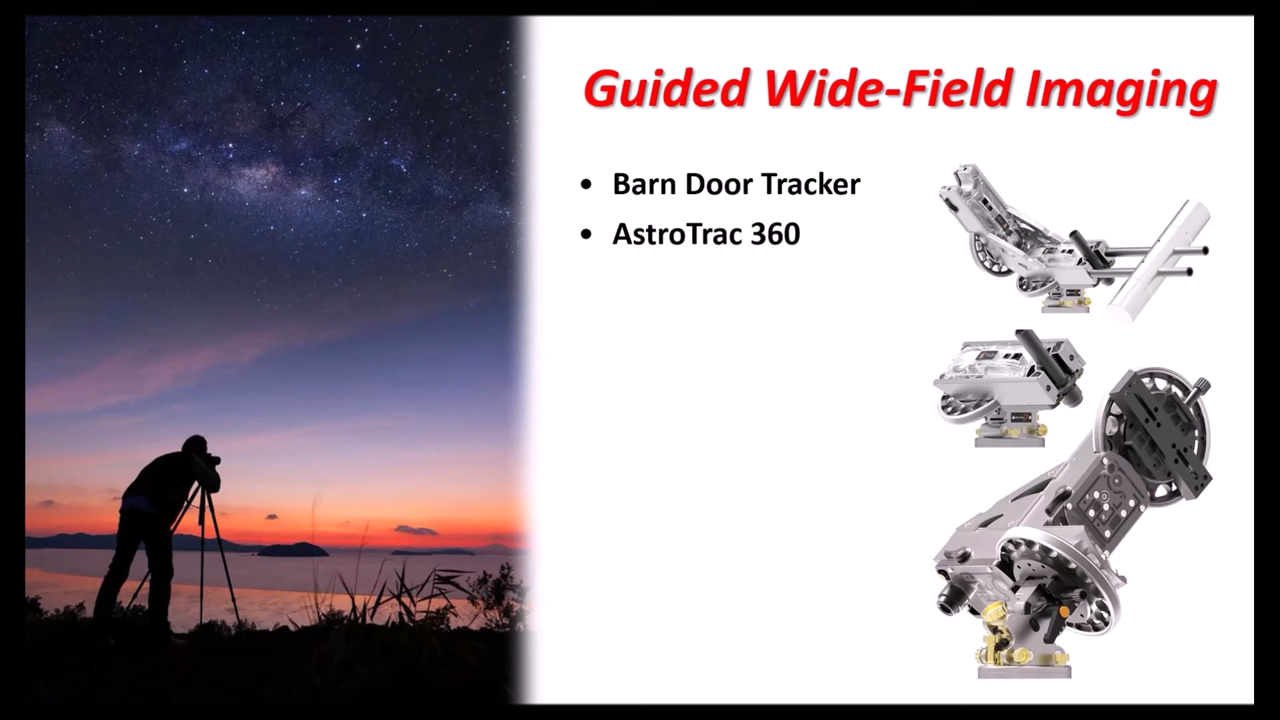 Guided Wide-Field Imaging
• Barn Door Tracker
• AstroTrac 360